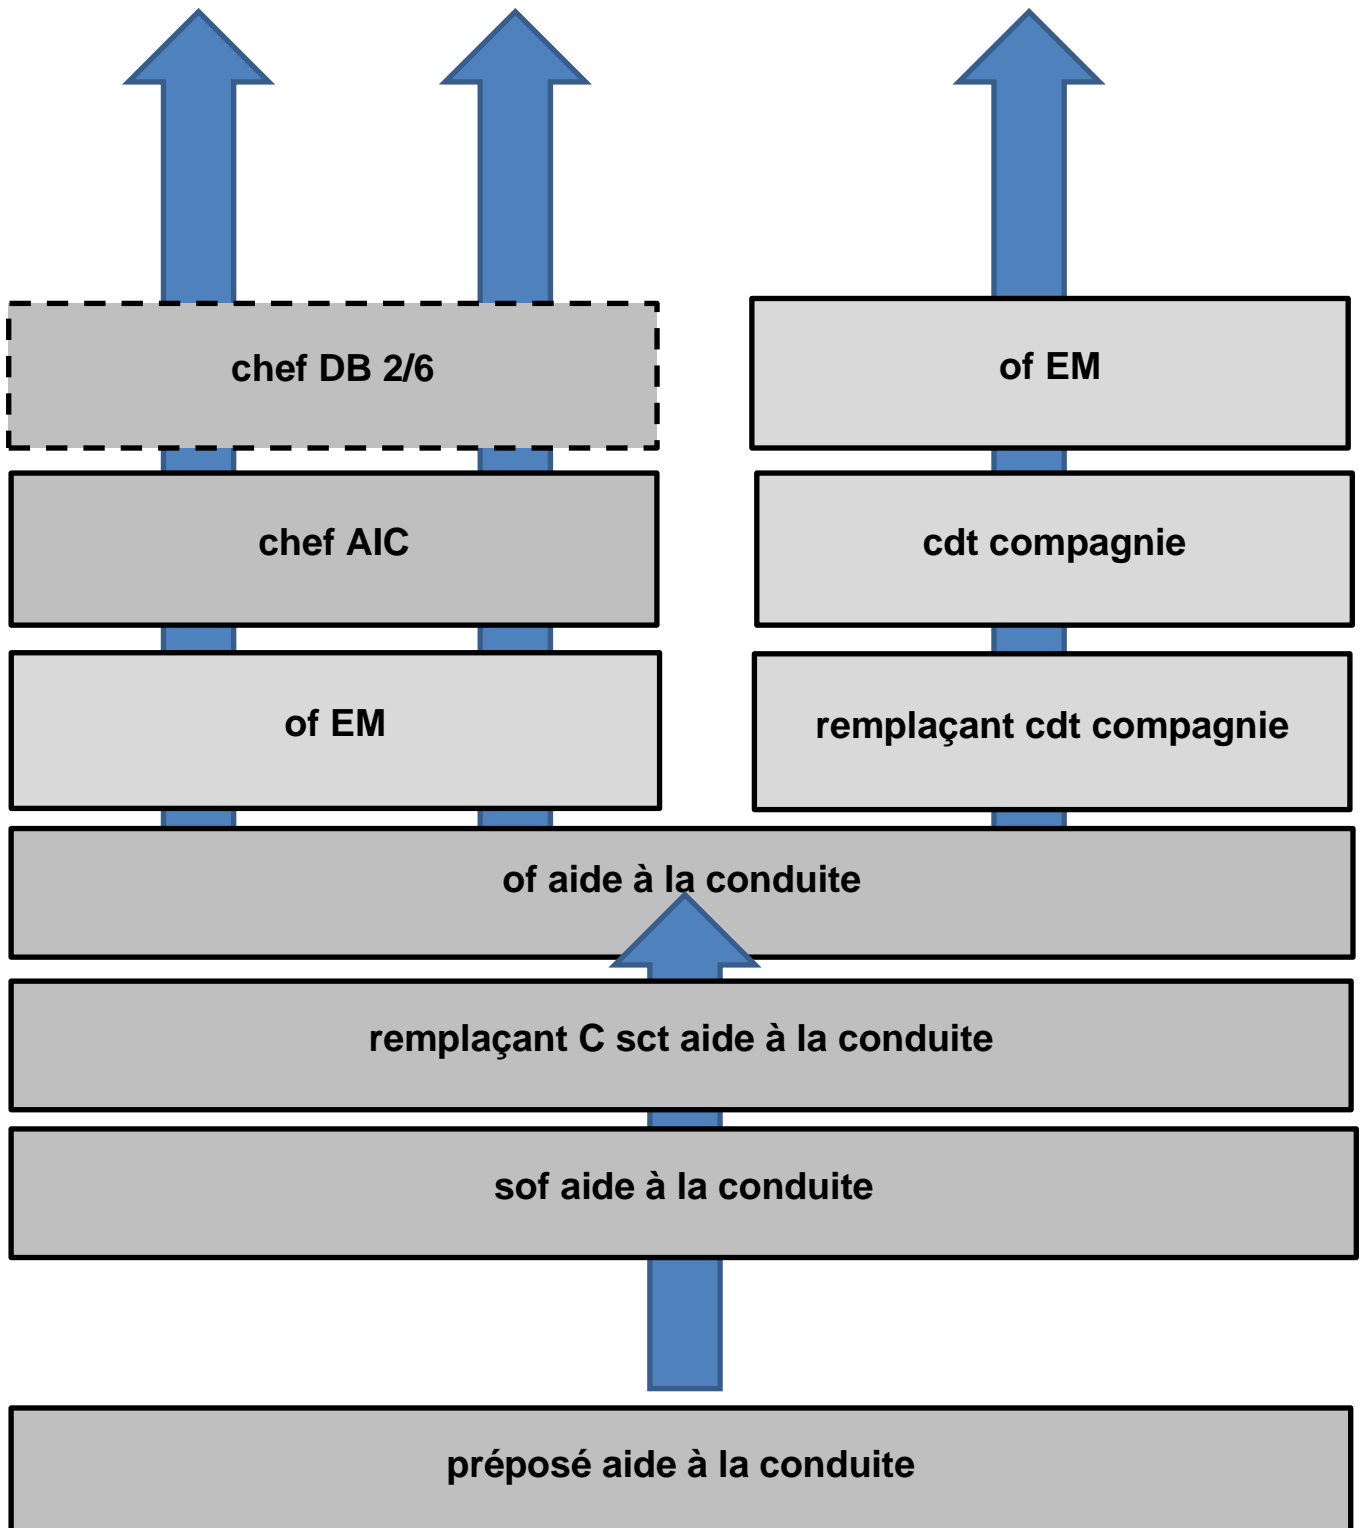 chef DB 2/6
of EM
chef AIC
cdt compagnie
of EM
remplaçant cdt compagnie
of aide à la conduite
remplaçant C sct aide à la conduite
sof aide à la conduite
préposé aide à la conduite